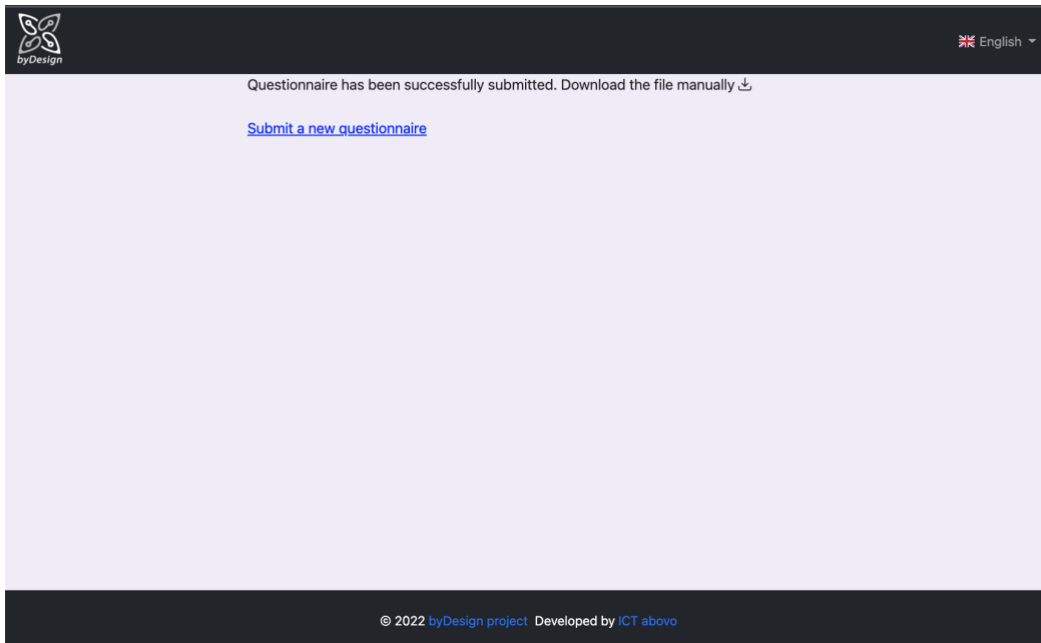 byDesign
English
Questionnaire has been successfully submitted. Download the file manually
Submit a new questionnaire
© 2022 byDesign project Developed by ICT abovo